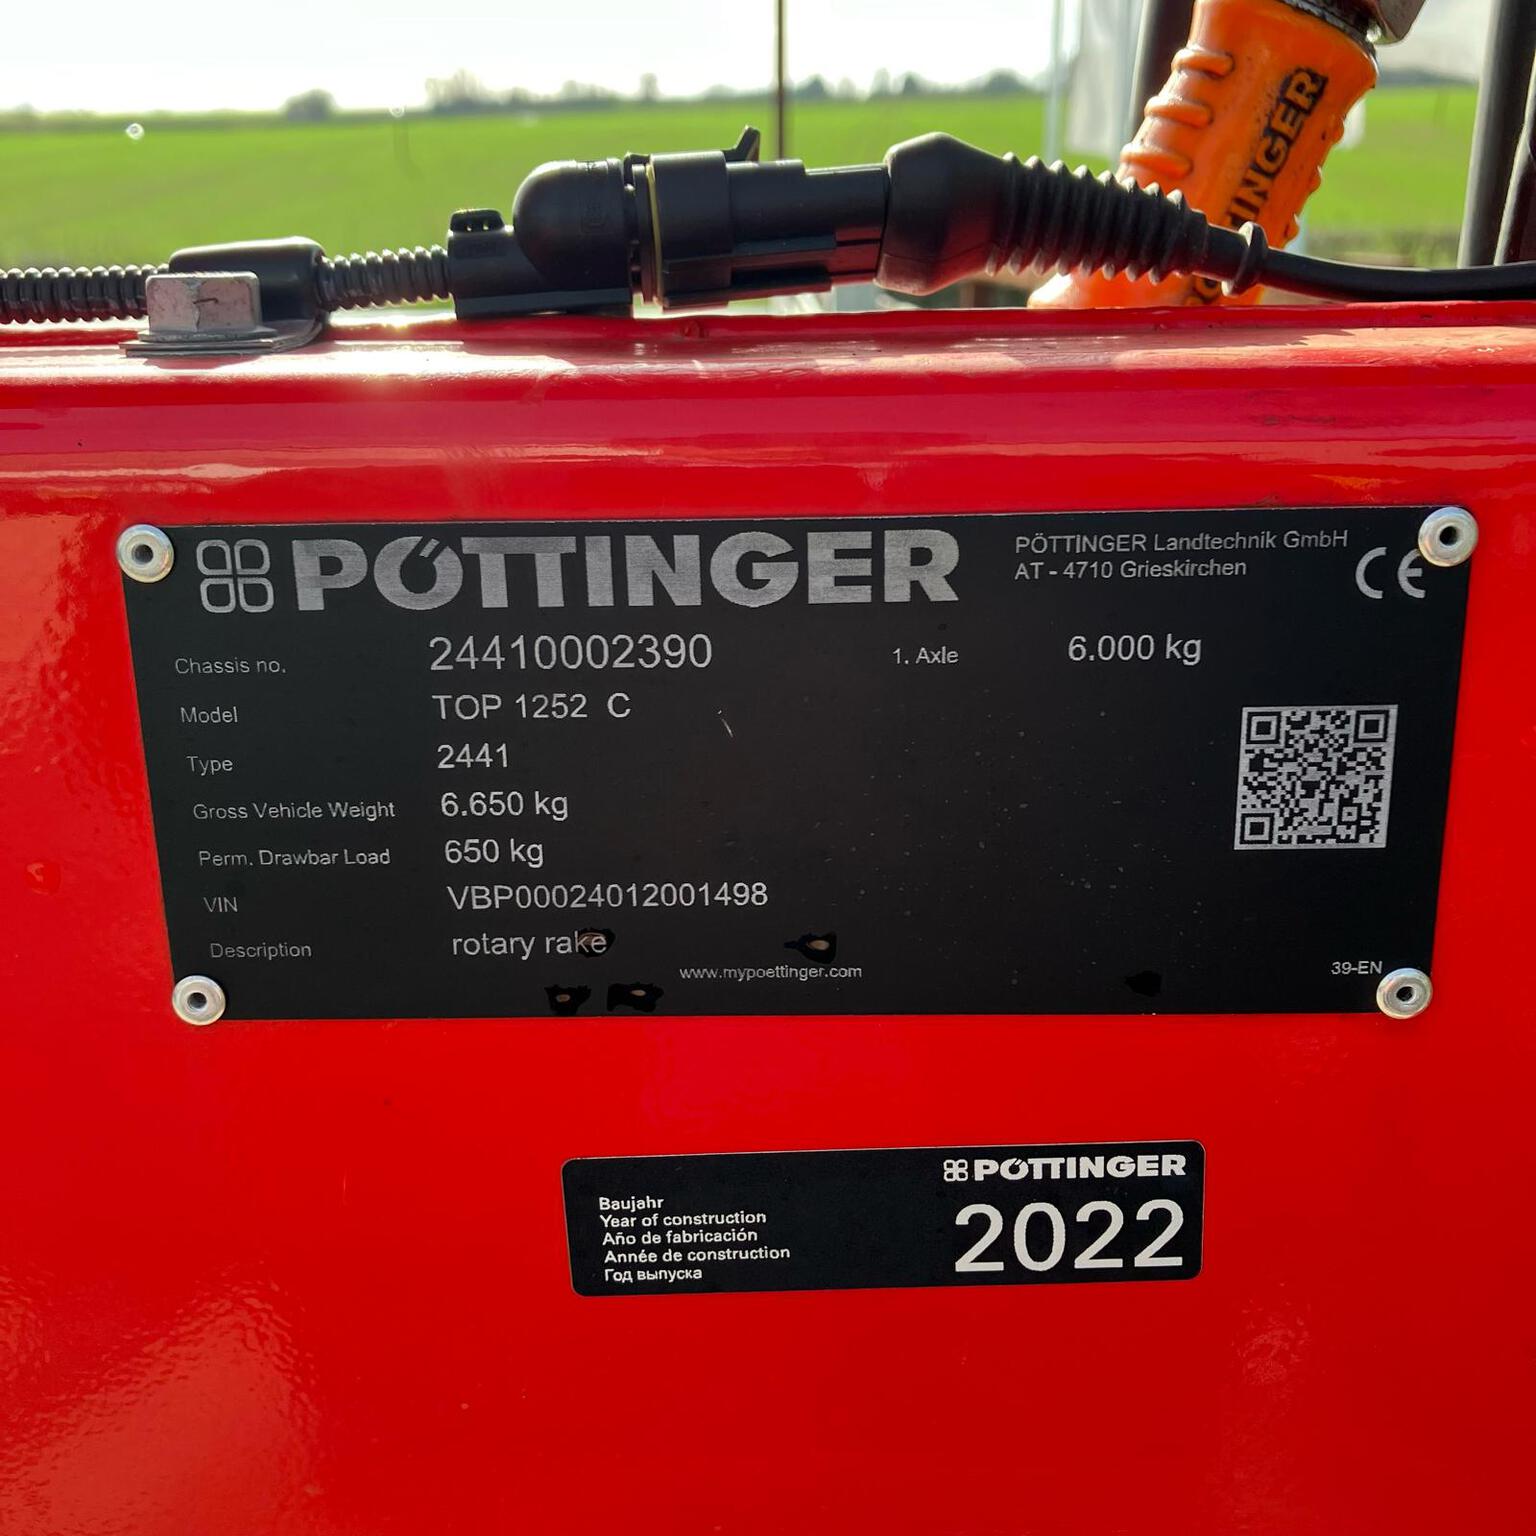 PÖTTINGER
PÖTTINGER
PÖTTINGER Landtechnik GmbH
AT - 4710 Grieskirchen
CE
Chassis no. 24410002390 1. Axle 6.000 kg
Model TOP 1252 C
Type 2441
Gross Vehicle Weight 6.650 kg
Perm. Drawbar Load 650 kg
VIN VBP00024012001498
Description rotary rake
www.mypoettinger.com
39-EN
PÖTTINGER
Baujahr
Year of construction
Año de fabricación
Année de construction
Год выпуска
2022